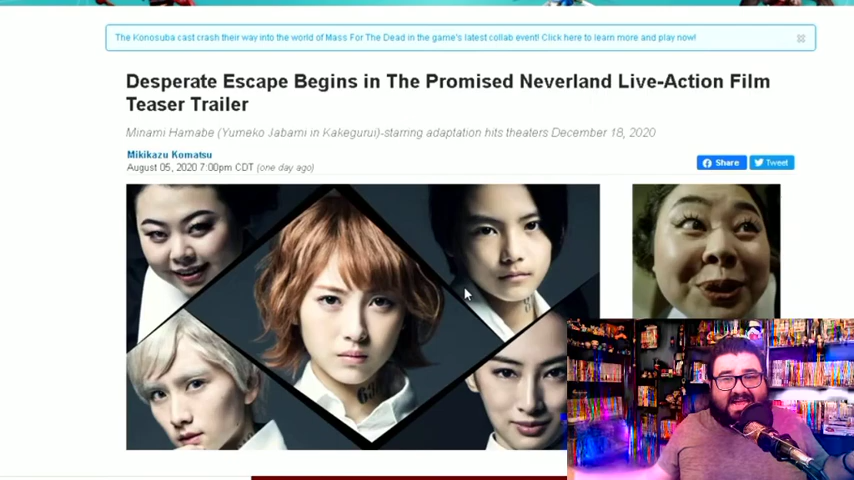 The Konosuba cast crash their way into the world of Mass For The Dead in the game's latest collab event! Click here to learn more and play now!
Desperate Escape Begins in The Promised Neverland Live-Action Film
Teaser Trailer
Minami Hamabe (Yumeko Jabami in Kakegurui)-starring adaptation hits theaters December 18, 2020
Mikikazu Komatsu
August 05, 2020 7:00pm CDT (one day ago)
Share
Tweet
63